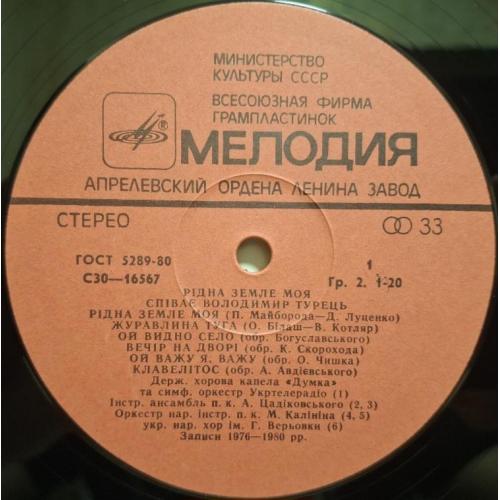 МИНИСТЕРСТВО
КУЛЬТУРЫ СССР
ВСЕСОЮЗНАЯ ФИРМА
ГРАМПЛАСТИНОК
МЕЛОДИЯ
АПРЕЛЕВСКИЙ ОРДЕНА ЛЕНИНА ЗАВОД
СТЕРЕО 33
ГОСТ 5289-80 1
С30—16567 Гр. 2. 1-20
РІДНА ЗЕМЛЕ МОЯ
СПІВАЄ ВОЛОДИМИР ТУРЕЦЬ
РІДНА ЗЕМЛЕ МОЯ (П. Майборода—Д. Луценко)
ЖУРАВЛИНА ТУГА (О. Білаш—В. Котляр)
ОЙ ВИДНО СЕЛО (обр. Богуславського)
ВЕЧІР НА ДВОРІ (обр. К. Скорохода)
ОЙ ВАЖУ Я, ВАЖУ (обр. О. Чишка)
КЛАВЕЛІТОС (обр. А. Авдієвського)
Держ. хорова капела «Думка»
та симф. оркестр Укртелерадіо (1)
Інстр. ансамбль п. к. А. Цадіковського (2, 3)
Оркестр нар. інстр. п. к. М. Калініна (4, 5)
укр. нар. хор ім. Г. Верьовки (6)
Записи 1976—1980 рр.